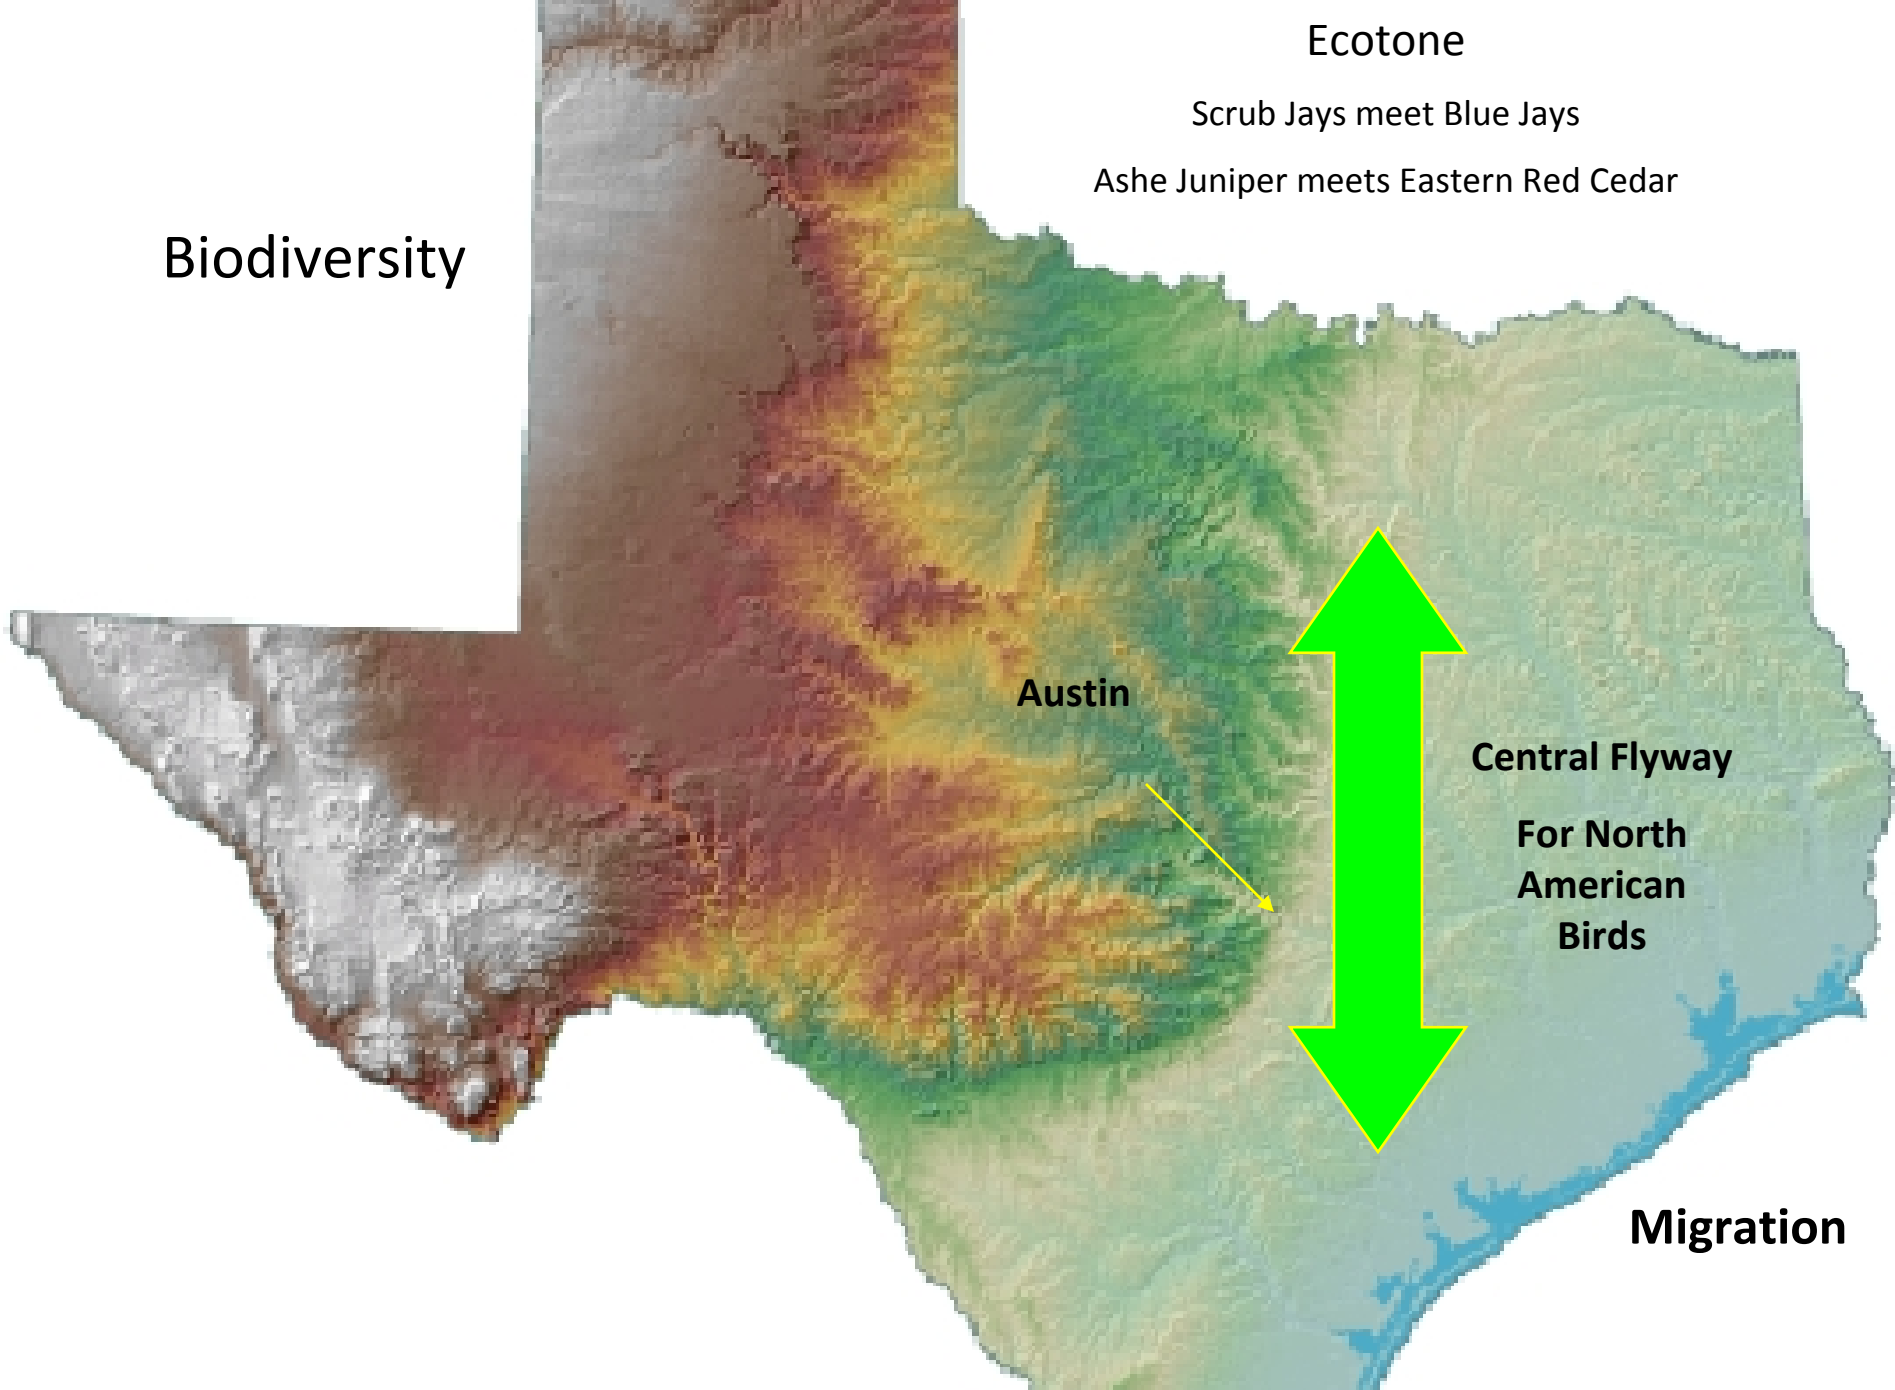 Ecotone
Scrub Jays meet Blue Jays
Ashe Juniper meets Eastern Red Cedar
Biodiversity
Austin
Central Flyway
For North
American
Birds
Migration